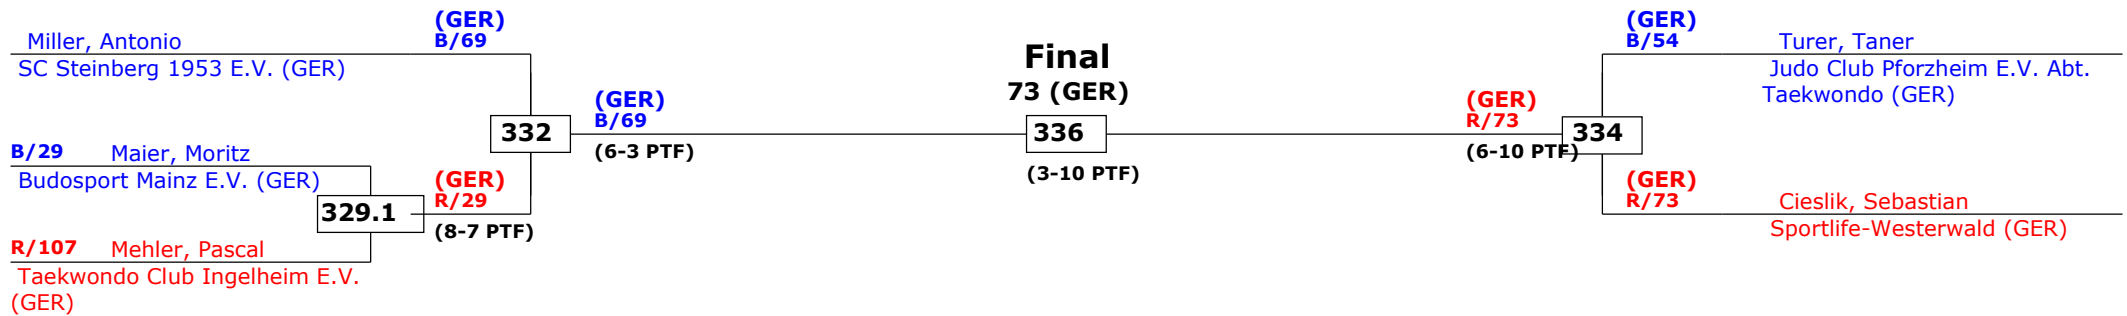 (GER)
B/69
Miller, Antonio
SC Steinberg 1953 E.V. (GER)
332
(GER)
B/69
(6-3 PTF)
B/29 Maier, Moritz
Budosport Mainz E.V. (GER)
329.1
(GER)
R/29
(8-7 PTF)
R/107 Mehler, Pascal
Taekwondo Club Ingelheim E.V.
(GER)
Final
73 (GER)
336
(3-10 PTF)
(GER)
R/73
(6-10 PTF)
334
(GER)
B/54
Turer, Taner
Judo Club Pforzheim E.V. Abt.
Taekwondo (GER)
(GER)
R/73
Cieslik, Sebastian
Sportlife-Westerwald (GER)